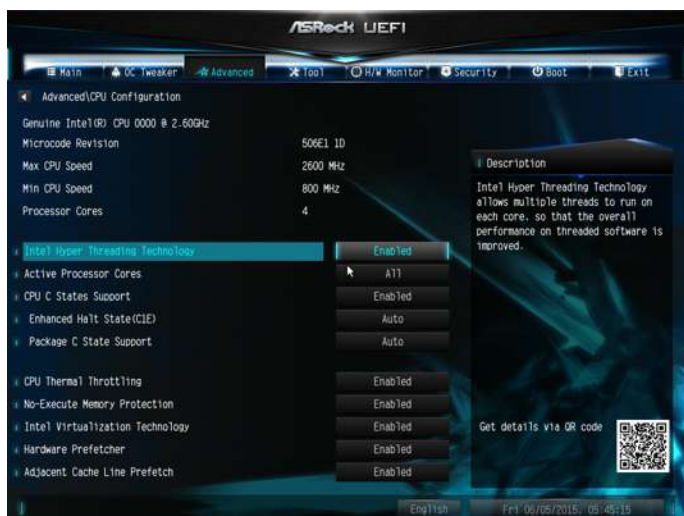 ASRock UEFI
Main OC Tweaker Advanced Tool H/W Monitor Security Boot Exit
Advanced\CPU Configuration
Genuine Intel(R) CPU 0000 @ 2.60GHz
Microcode Revision 506E1 1D
Max CPU Speed 2600 MHz
Min CPU Speed 800 MHz
Processor Cores 4
Intel Hyper Threading Technology Enabled
Active Processor Cores All
CPU C States Support Enabled
Enhanced Halt State(C1E) Auto
Package C State Support Auto
CPU Thermal Throttling Enabled
No-Execute Memory Protection Enabled
Intel Virtualization Technology Enabled
Hardware Prefetcher Enabled
Adjacent Cache Line Prefetch Enabled
Description
Intel Hyper Threading Technology
allows multiple threads to run on
each core. so that the overall
performance on threaded software is
improved.
Get details via QR code
English Fri 06/05/2015. 05:45:15